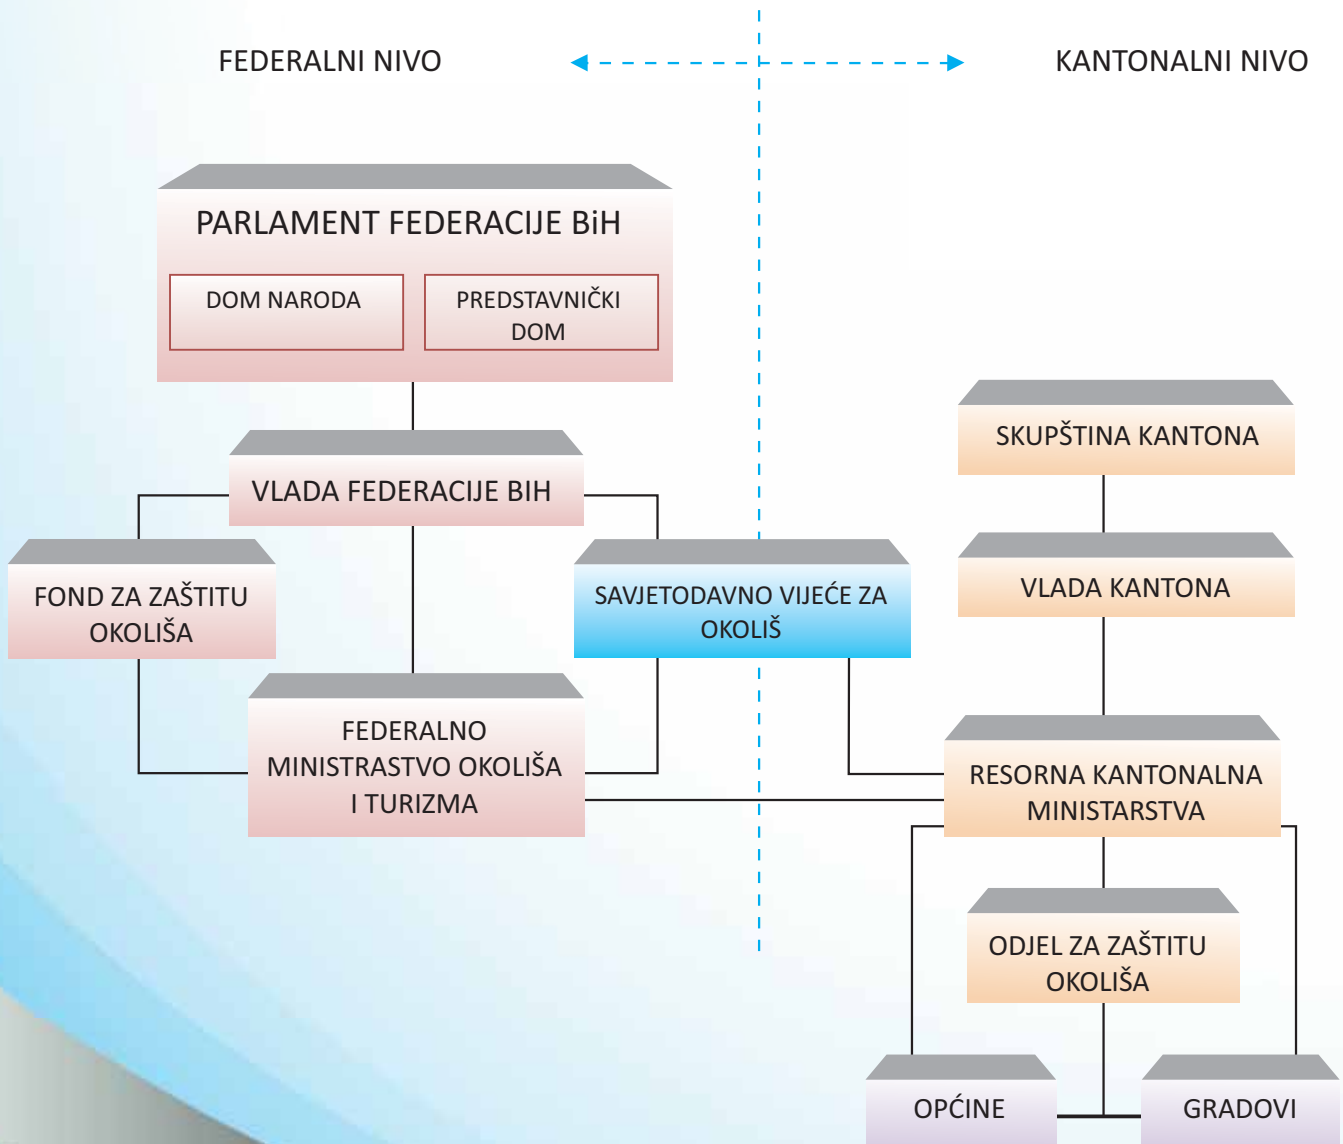 FEDERALNI NIVO
KANTONALNI NIVO
PARLAMENT FEDERACIJE BiH
DOM NARODA
PREDSTAVNIČKI
DOM
VLADA FEDERACIJE BIH
FOND ZA ZAŠTITU
OKOLIŠA
SAVJETODAVNO VIJEĆE ZA
OKOLIŠ
FEDERALNO
MINISTRASTVO OKOLIŠA
I TURIZMA
SKUPŠTINA KANTONA
VLADA KANTONA
RESORNA KANTONALNA
MINISTARSTVA
ODJEL ZA ZAŠTITU
OKOLIŠA
OPĆINE
GRADOVI